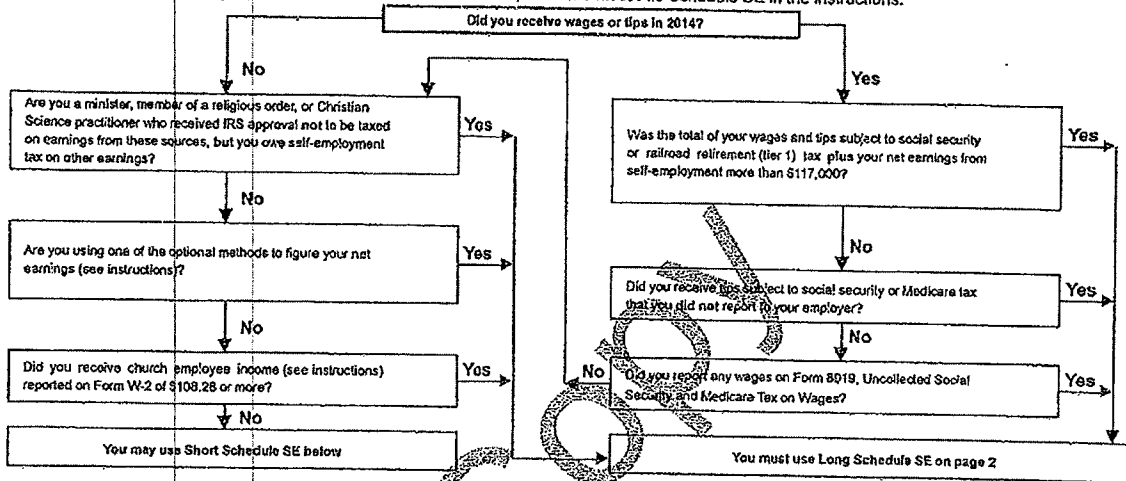 Schedule SE in the instructions.
Did you receive wages or tips in 2014?
No
Yes
Are you a minister, member of a religious order, or Christian
Science practitioner who received IRS approval not to be taxed
on earnings from these sources, but you owe self-employment
tax on other earnings?
Yes
Was the total of your wages and tips subject to social security
or railroad retirement (tier 1) tax plus your net earnings from
self-employment more than $117,000?
Yes
No
No
Are you using one of the optional methods to figure your net
earnings (see instructions)?
Yes
Did you receive tips subject to social security or Medicare tax
that you did not report to your employer?
Yes
No
No
Did you receive church employee income (see instructions)
reported on Form W-2 of $108.28 or more?
Yes
No
Did you report any wages on Form 8919, Uncollected Social
Security and Medicare Tax on Wages?
Yes
No
You may use Short Schedule SE below
You must use Long Schedule SE on page 2